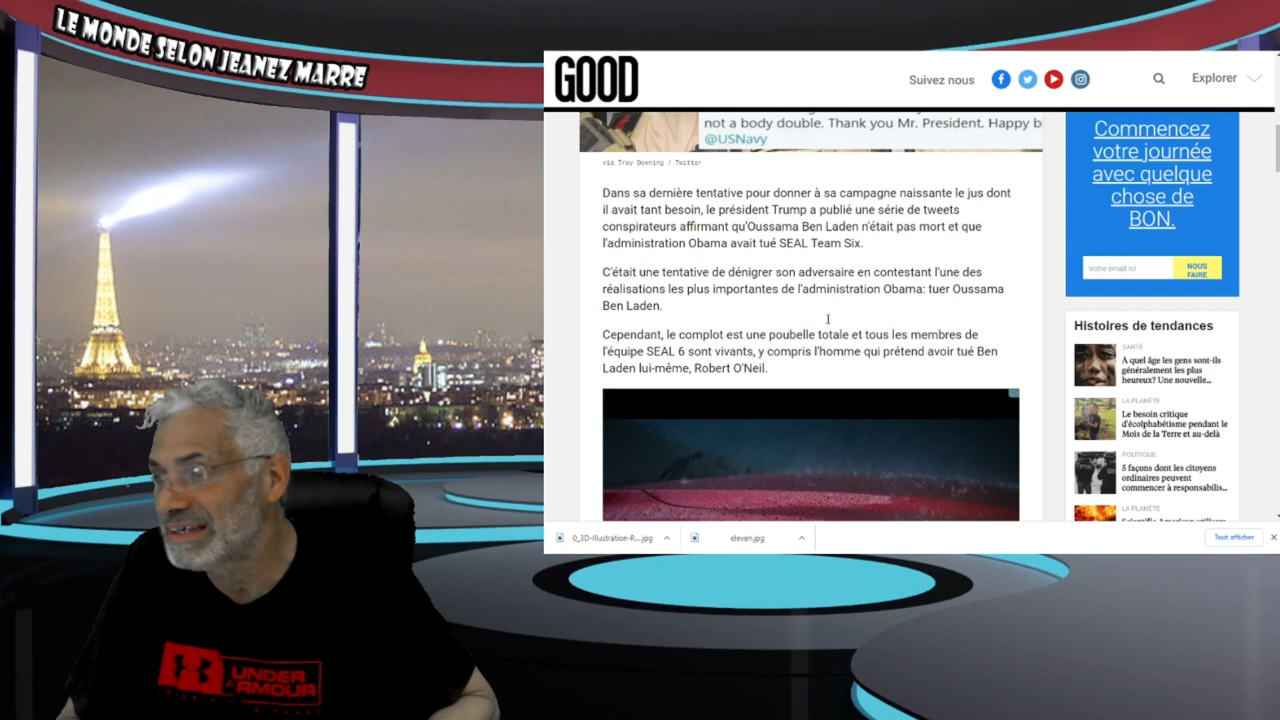 LE MONDE SELON JEANEZ MARRE
GOOD
Suivez nous
Explorer
not a body double. Thank you Mr. President. Happy b
@USNavy
via Troy Downing / Twitter
Dans sa dernière tentative pour donner à sa campagne naissante le jus dont
il avait tant besoin, le président Trump a publié une série de tweets
conspirateurs affirmant qu'Oussama Ben Laden n'était pas mort et que
l'administration Obama avait tué SEAL Team Six.
C'était une tentative de dénigrer son adversaire en contestant l'une des
réalisations les plus importantes de l'administration Obama: tuer Oussama
Ben Laden.
Cependant, le complot est une poubelle totale et tous les membres de
l'équipe SEAL 6 sont vivants, y compris l'homme qui prétend avoir tué Ben
Laden lui-même, Robert O'Neil.
Commencez
votre journée
avec quelque
chose de
BON.
Votre email ici
NOUS
FAIRE
Histoires de tendances
SANTÉ
À quel âge les gens sont-ils
généralement les plus
heureux? Une nouvelle...
LA PLANÈTE
Le besoin critique
d'écolphabétisme pendant le
Mois de la Terre et au-delà
POLITIQUE
5 façons dont les citoyens
ordinaires peuvent
commencer à responsabilis...
LA PLANÈTE
0_3D-Illustration-R....jpg
eleven.jpg
Tout afficher
UNDER
ARMOUR